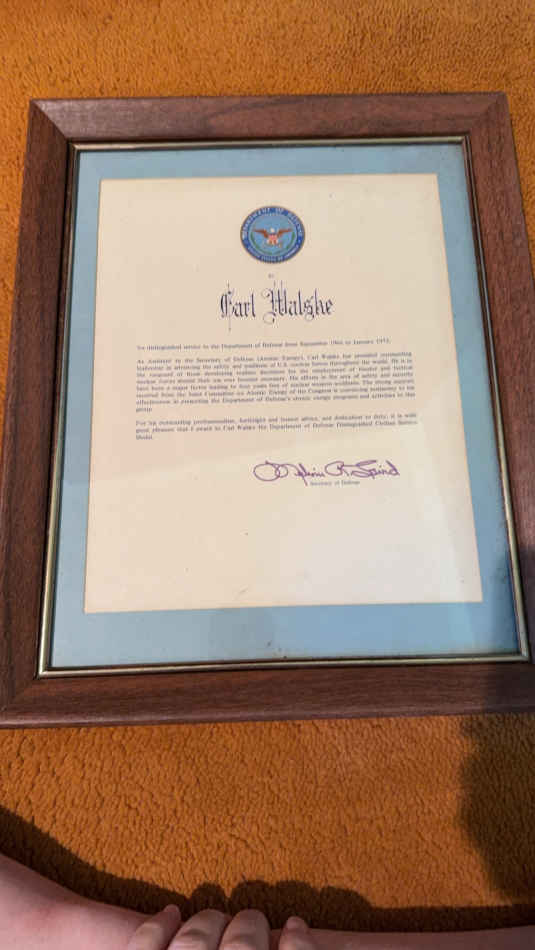 DEPARTMENT OF DEFENSE
UNITED STATES OF AMERICA
to
Carl Walske
for distinguished service to the Department of Defense from September 1966 to January 1973.
As Assistant to the Secretary of Defense (Atomic Energy), Carl Walske has provided outstanding
leadership in advancing the safety and readiness of U.S. nuclear forces throughout the world. He is in
the vanguard of those developing realistic doctrines for the employment of theater and tactical
nuclear forces should their use ever become necessary. His efforts in the area of safety and security
have been a major factor leading to four years free of nuclear weapon accidents. The strong support
received from the Joint Committee on Atomic Energy of the Congress is convincing testimony to his
effectiveness in presenting the Department of Defense's atomic energy programs and activities to this
group.
For his outstanding professionalism, forthright and honest advice, and dedication to duty, it is with
great pleasure that I award to Carl Walske the Department of Defense Distinguished Civilian Service
Medal.
Melvin R. Laird
Secretary of Defense